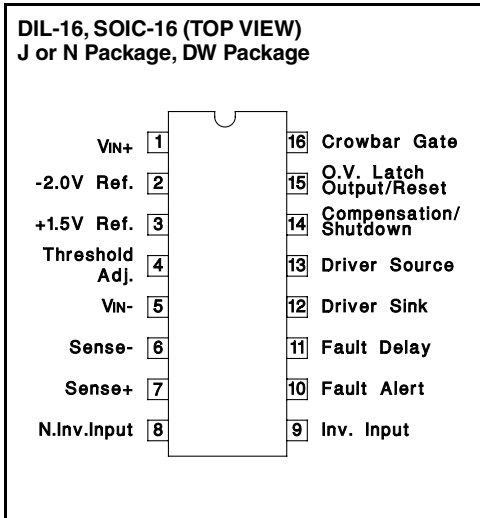 DIL-16, SOIC-16 (TOP VIEW)
J or N Package, DW Package
VIN+ 1
-2.0V Ref. 2
+1.5V Ref. 3
Threshold
Adj. 4
VIN- 5
Sense- 6
Sense+ 7
N.Inv.Input 8
16 Crowbar Gate
15 O.V. Latch
Output/Reset
14 Compensation/
Shutdown
13 Driver Source
12 Driver Sink
11 Fault Delay
10 Fault Alert
9 Inv. Input